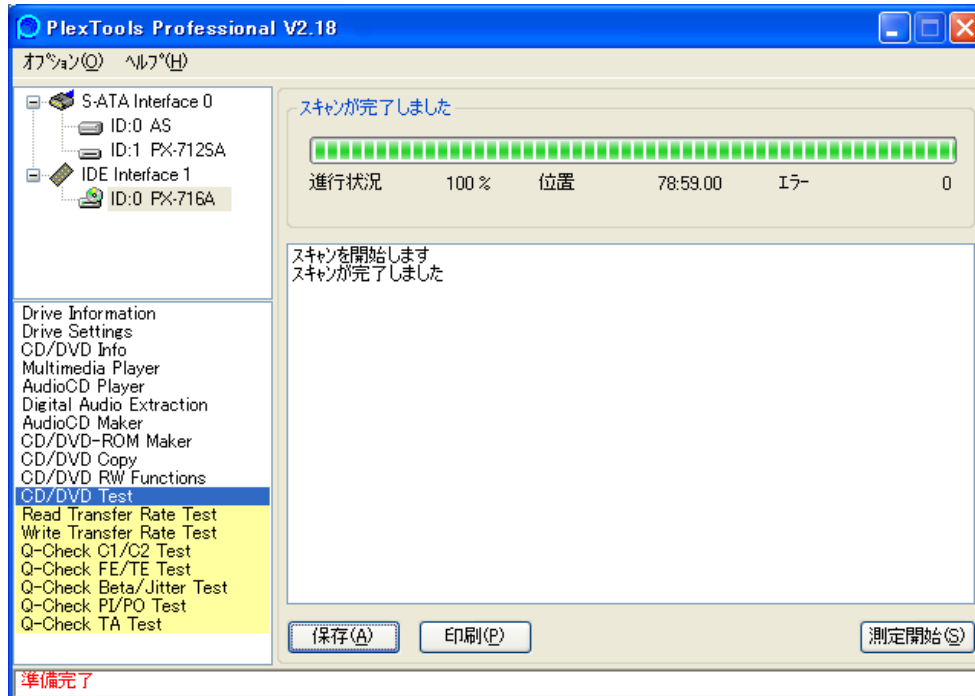 PlexTools Professional V2.18
ｵﾌﾟｼｮﾝ(O) ﾍﾙﾌﾟ(H)
S-ATA Interface 0
ID:0 AS
ID:1 PX-712SA
IDE Interface 1
ID:0 PX-716A
Drive Information
Drive Settings
CD/DVD Info
Multimedia Player
AudioCD Player
Digital Audio Extraction
AudioCD Maker
CD/DVD-ROM Maker
CD/DVD Copy
CD/DVD RW Functions
CD/DVD Test
Read Transfer Rate Test
Write Transfer Rate Test
Q-Check C1/C2 Test
Q-Check FE/TE Test
Q-Check Beta/Jitter Test
Q-Check PI/PO Test
Q-Check TA Test
ｽｷｬﾝが完了しました
進行状況 100 % 位置 78:59.00 ｴﾗｰ 0
ｽｷｬﾝを開始します
ｽｷｬﾝが完了しました
保存(A) 印刷(P) 測定開始(S)
準備完了